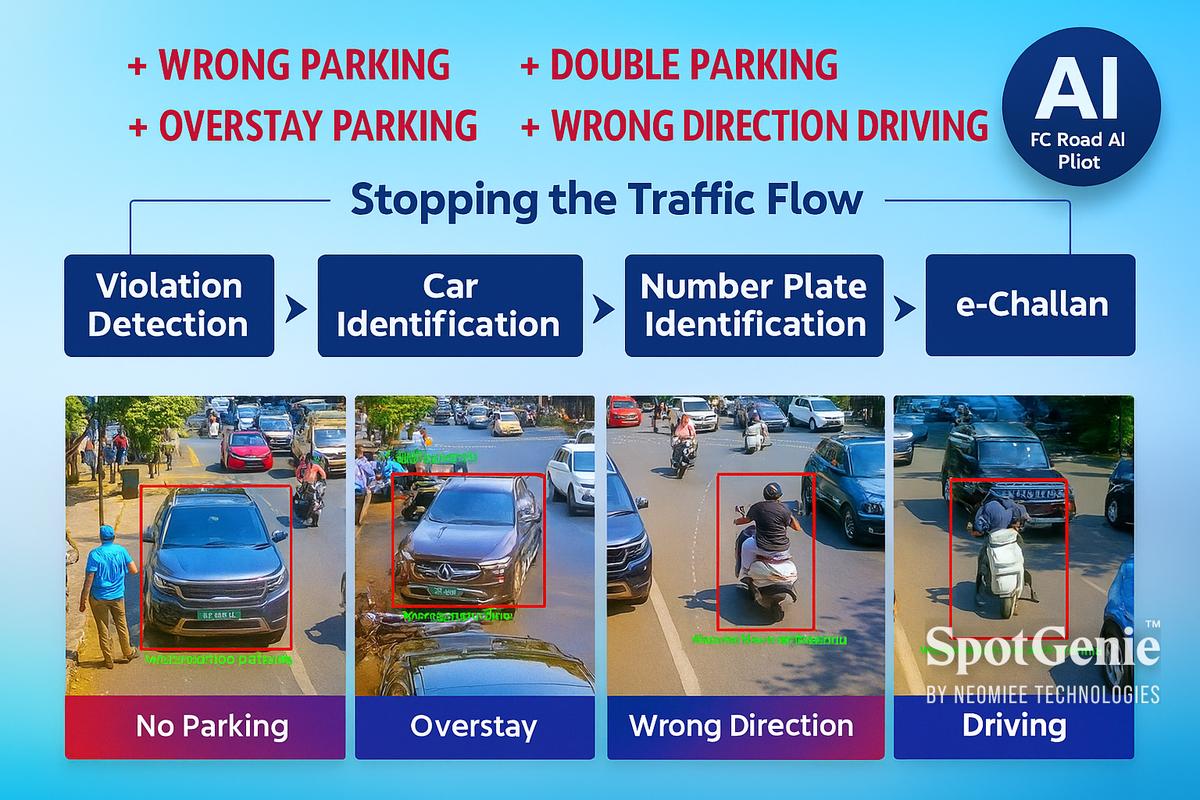 + WRONG PARKING
+ DOUBLE PARKING
+ OVERSTAY PARKING
+ WRONG DIRECTION DRIVING
AI
FC Road AI
Pliot
Stopping the Traffic Flow
Violation
Detection
Car
Identification
Number Plate
Identification
e-Challan
SpotGenie™
BY NEOMIEE TECHNOLOGIES
No Parking
Overstay
Wrong Direction
Driving